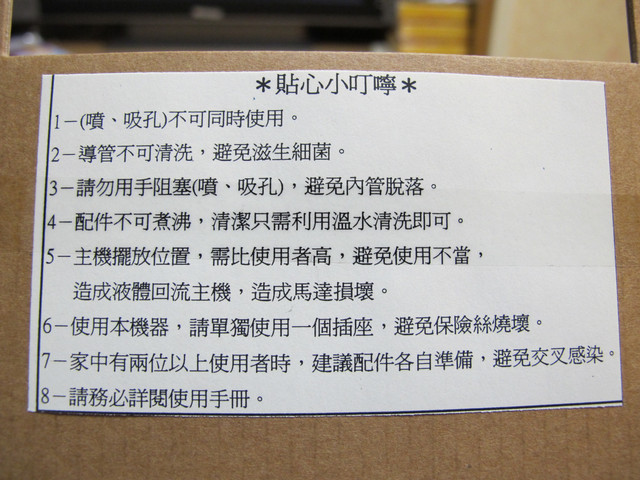 ＊貼心小叮嚀＊
1－(噴、吸孔)不可同時使用。
2－導管不可清洗，避免滋生細菌。
3－請勿用手阻塞(噴、吸孔)，避免內管脫落。
4－配件不可煮沸，清潔只需利用溫水清洗即可。
5－主機擺放位置，需比使用者高，避免使用不當，
造成液體回流主機，造成馬達損壞。
6－使用本機器，請單獨使用一個插座，避免保險絲燒壞。
7－家中有兩位以上使用者時，建議配件各自準備，避免交叉感染。
8－請務必詳閱使用手冊。